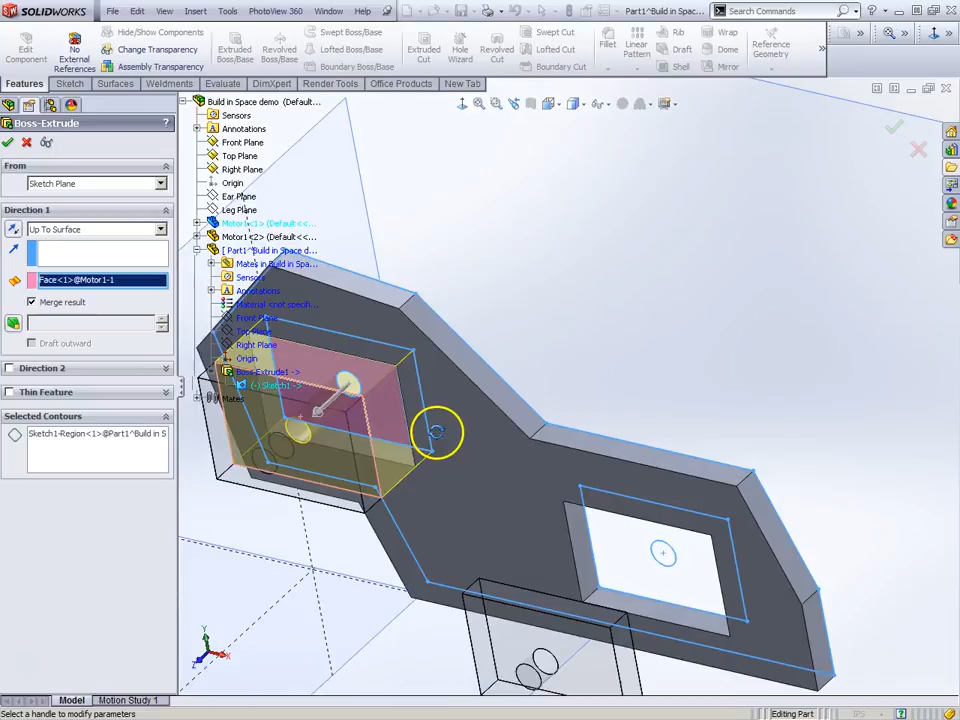 SOLIDWORKS File Edit View Insert Tools PhotoView 360 Window Help Part1^Build in Spac... Search Commands
Edit Component
No External References
Hide/Show Components
Change Transparency
Assembly Transparency
Extruded Boss/Base
Revolved Boss/Base
Swept Boss/Base
Lofted Boss/Base
Boundary Boss/Base
Extruded Cut
Hole Wizard
Revolved Cut
Swept Cut
Lofted Cut
Boundary Cut
Fillet
Linear Pattern
Rib
Draft
Shell
Wrap
Dome
Mirror
Reference Geometry
Features Sketch Surfaces Weldments Evaluate DimXpert Render Tools Office Products New Tab
Boss-Extrude ?
From
Sketch Plane
Direction 1
Up To Surface
Face<1>@Motor1-1
Merge result
Draft outward
Direction 2
Thin Feature
Selected Contours
Sketch1-Region<1>@Part1^Build in S
Build in Space demo (Default...
Sensors
Annotations
Front Plane
Top Plane
Right Plane
Origin
Ear Plane
Leg Plane
Motor1<1> (Default<<...
Motor1<2> (Default<<...
[ Part1^Build in Space d...
Mates in Build in Spa...
Sensors
Annotations
Material <not specifi...
Front Plane
Top Plane
Right Plane
Origin
Boss-Extrude1 ->
(-) Sketch1 ->
Mates
Y
X
Z
Model Motion Study 1
Select a handle to modify parameters
Editing Part IPS